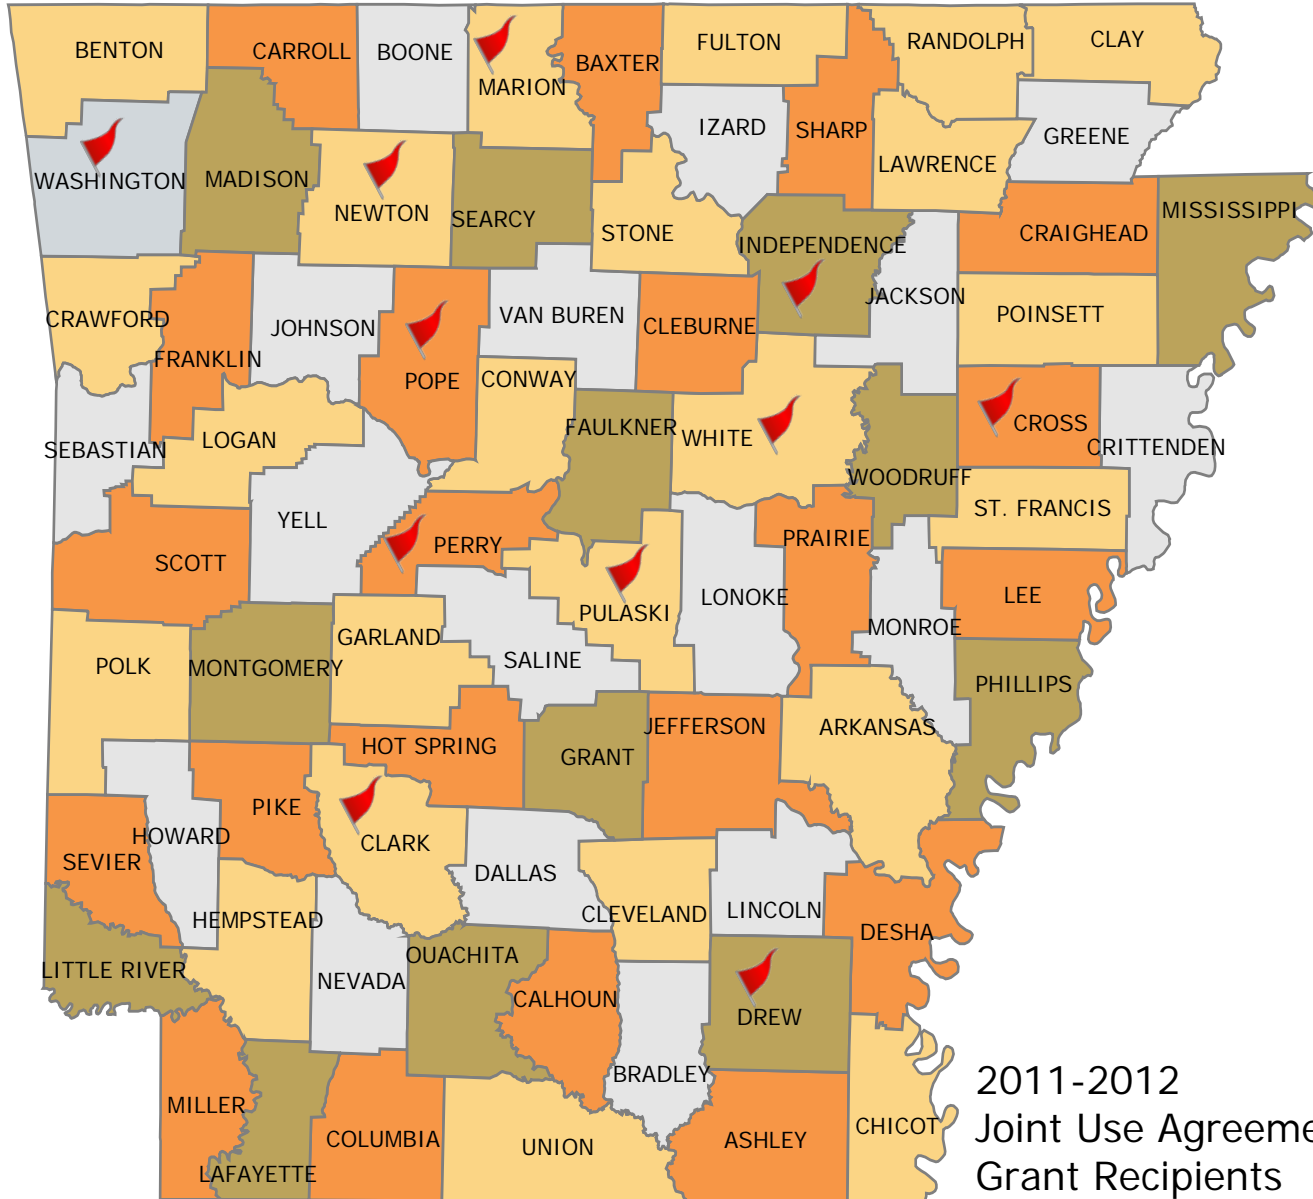 BENTON
CARROLL
BOONE
MARION
BAXTER
FULTON
RANDOLPH
CLAY
IZARD
SHARP
GREENE
LAWRENCE
WASHINGTON
MADISON
NEWTON
SEARCY
STONE
INDEPENDENCE
CRAIGHEAD
MISSISSIPPI
JACKSON
POINSETT
CRAWFORD
FRANKLIN
JOHNSON
POPE
VAN BUREN
CLEBURNE
CONWAY
FAULKNER
WHITE
CROSS
CRITTENDEN
SEBASTIAN
LOGAN
WOODRUFF
ST. FRANCIS
YELL
SCOTT
PERRY
PRAIRIE
PULASKI
LONOKE
LEE
MONROE
GARLAND
SALINE
POLK
MONTGOMERY
PHILLIPS
HOT SPRING
GRANT
JEFFERSON
ARKANSAS
PIKE
CLARK
HOWARD
SEVIER
DALLAS
HEMPSTEAD
CLEVELAND
LINCOLN
DESHA
LITTLE RIVER
NEVADA
OUACHITA
CALHOUN
DREW
BRADLEY
MILLER
LAFAYETTE
COLUMBIA
UNION
ASHLEY
CHICOT
2011-2012
Joint Use Agreeme
Grant Recipients